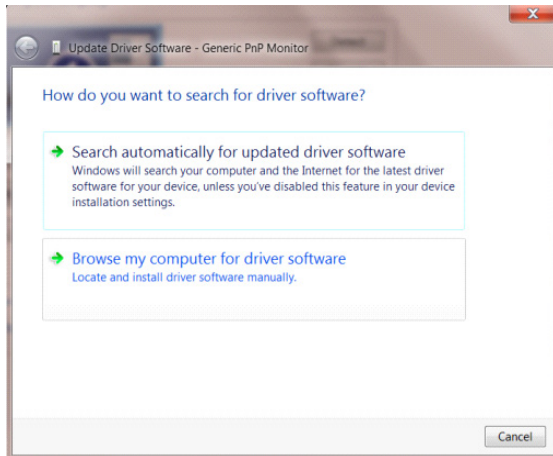 Update Driver Software - Generic PnP Monitor
How do you want to search for driver software?
Search automatically for updated driver software
Windows will search your computer and the Internet for the latest driver
software for your device, unless you've disabled this feature in your device
installation settings.
Browse my computer for driver software
Locate and install driver software manually.
Cancel